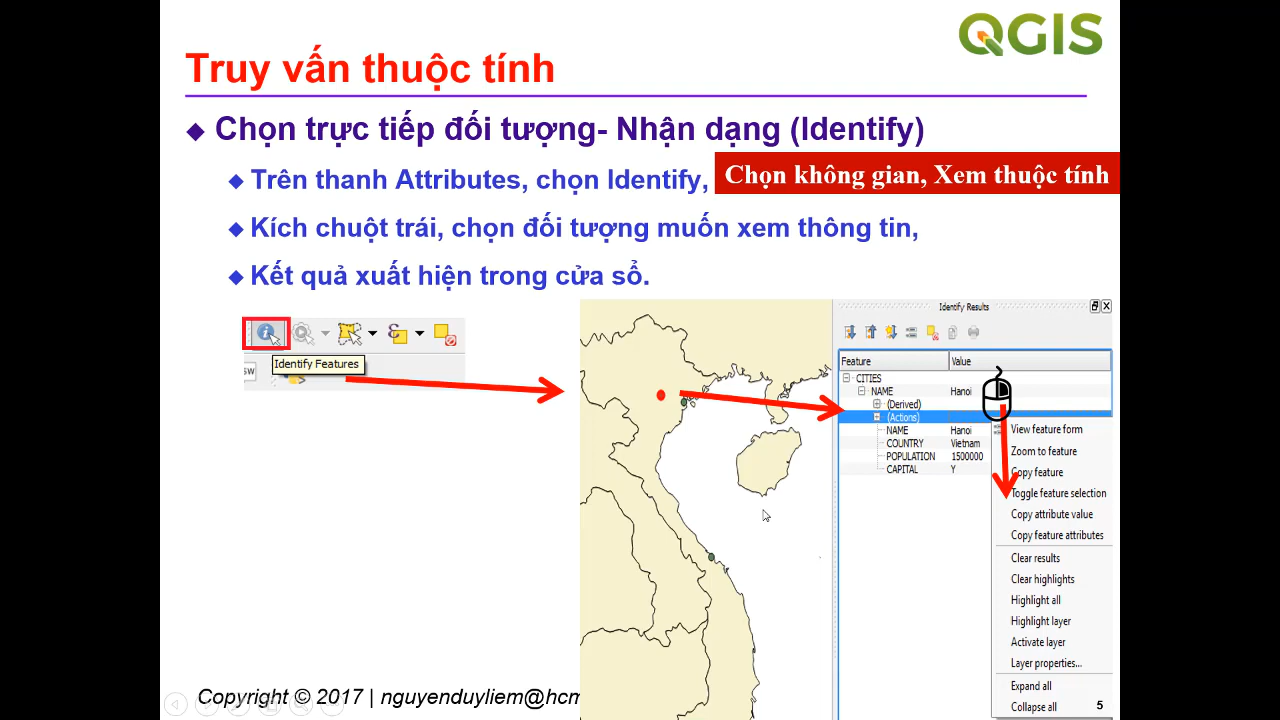 QGIS
Truy vấn thuộc tính
Chọn trực tiếp đối tượng- Nhận dạng (Identify)
Trên thanh Attributes, chọn Identify,
Chọn không gian, Xem thuộc tính
Kích chuột trái, chọn đối tượng muốn xem thông tin,
Kết quả xuất hiện trong cửa sổ.
Identify Features
sw
Identify Results
Feature Value
CITIES
NAME Hanoi
(Derived)
(Actions)
NAME Hanoi
COUNTRY Vietnam
POPULATION 1500000
CAPITAL Y
View feature form
Zoom to feature
Copy feature
Toggle feature selection
Copy attribute value
Copy feature attributes
Clear results
Clear highlights
Highlight all
Highlight layer
Activate layer
Layer properties...
Expand all
Collapse all
5
Copyright © 2017 | nguyenduyliem@hcm